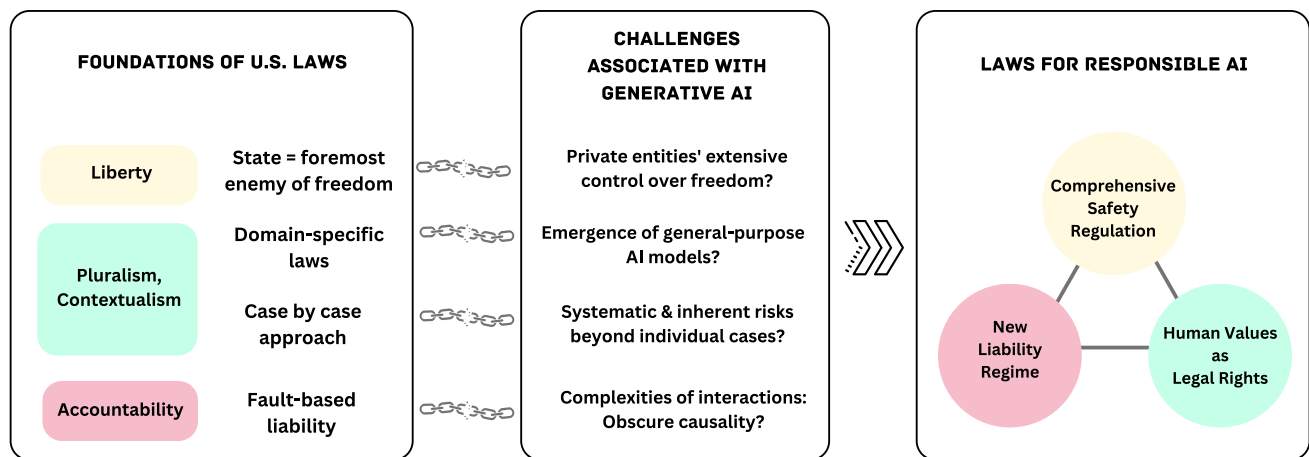 FOUNDATIONS OF U.S. LAWS
Liberty
State = foremost
enemy of freedom
Pluralism,
Contextualism
Domain-specific
laws
Case by case
approach
Accountability
Fault-based
liability
CHALLENGES
ASSOCIATED WITH
GENERATIVE AI
Private entities' extensive
control over freedom?
Emergence of general-purpose
AI models?
Systematic & inherent risks
beyond individual cases?
Complexities of interactions:
Obscure causality?
LAWS FOR RESPONSIBLE AI
Comprehensive
Safety
Regulation
New
Liability
Regime
Human Values
as
Legal Rights